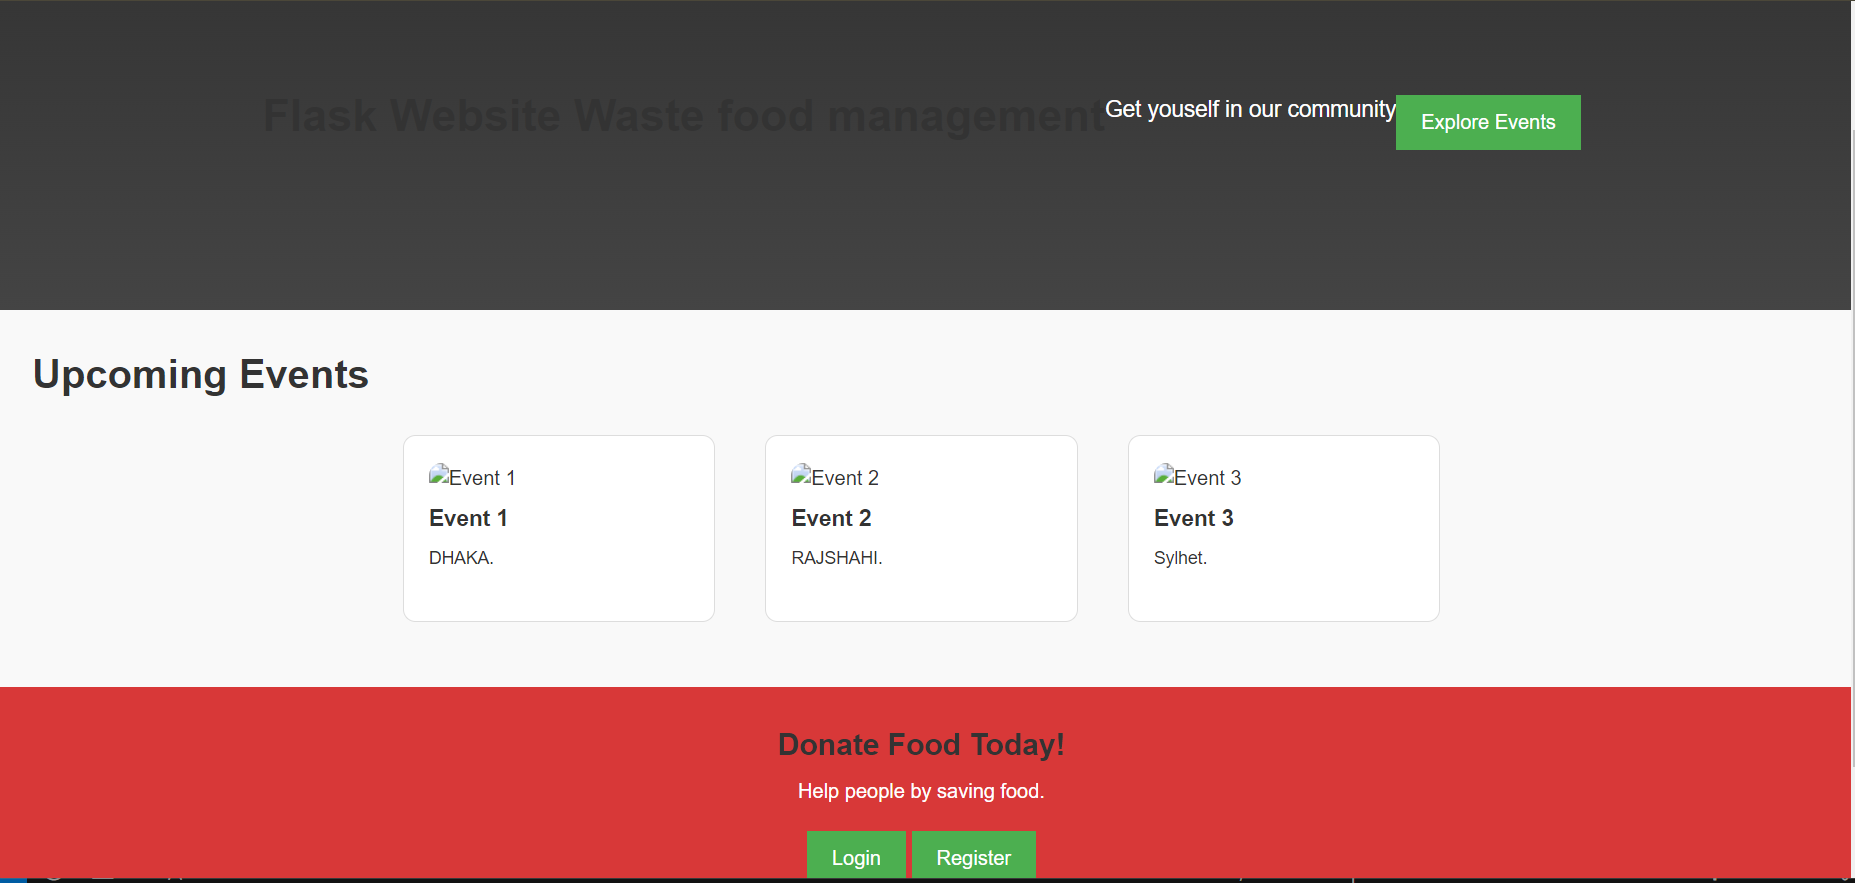 Flask Website Waste food management
Get youself in our community
Explore Events
Upcoming Events
Event 1
Event 1
DHAKA.
Event 2
Event 2
RAJSHAHI.
Event 3
Event 3
Sylhet.
Donate Food Today!
Help people by saving food.
Login
Register